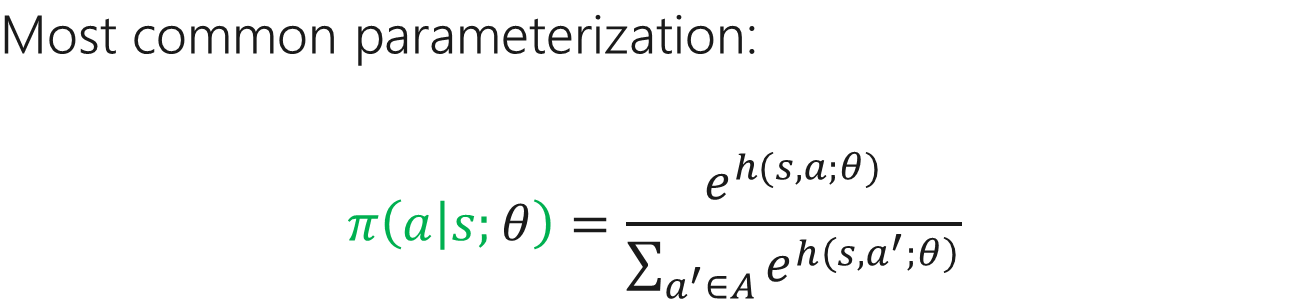 Most common parameterization:
π(a|s; θ) = e^{h(s,a;θ)} / ∑_{a′∈A} e^{h(s,a′;θ)}